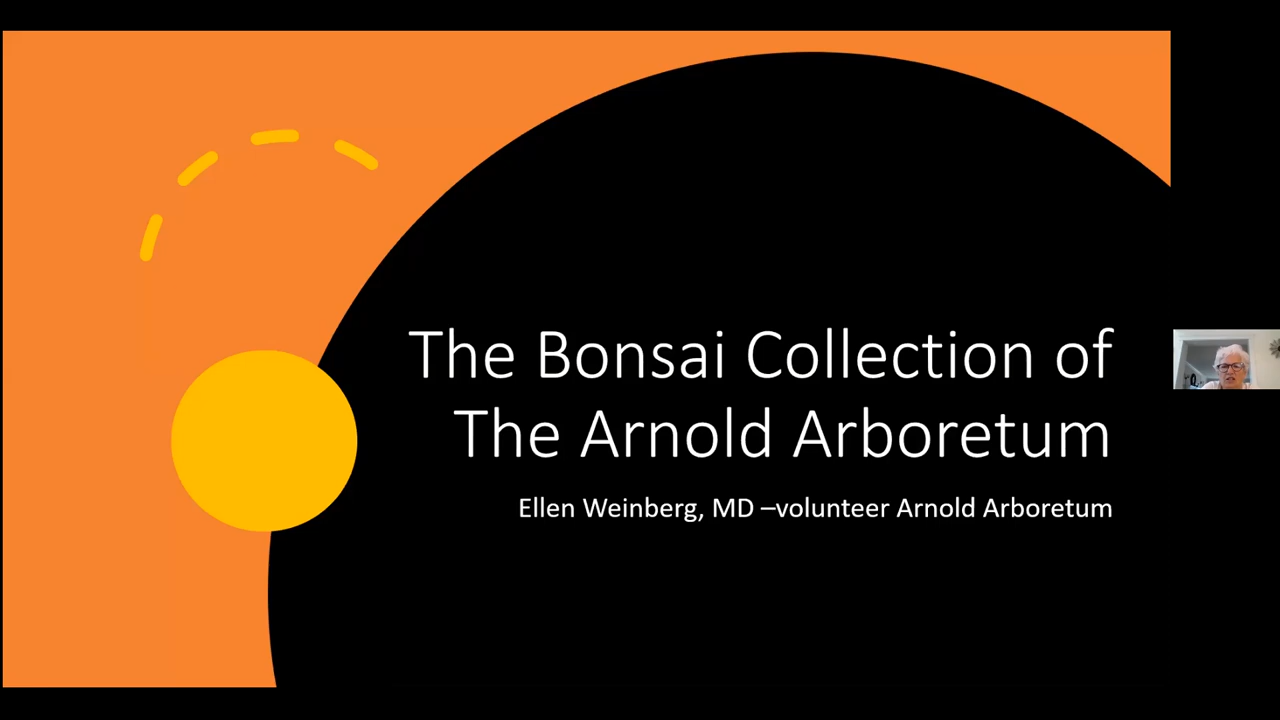 The Bonsai Collection of
The Arnold Arboretum
Ellen Weinberg, MD –volunteer Arnold Arboretum